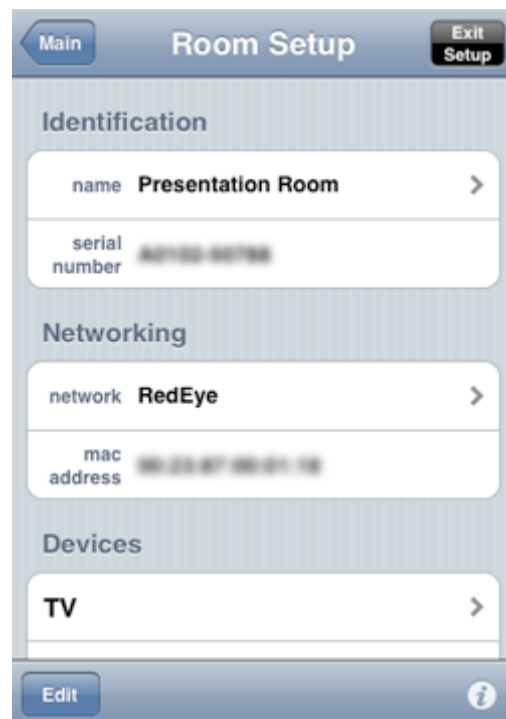 Main
Room Setup
Exit
Setup
Identification
name Presentation Room
serial
number
Networking
network RedEye
mac
address
Devices
TV
Edit